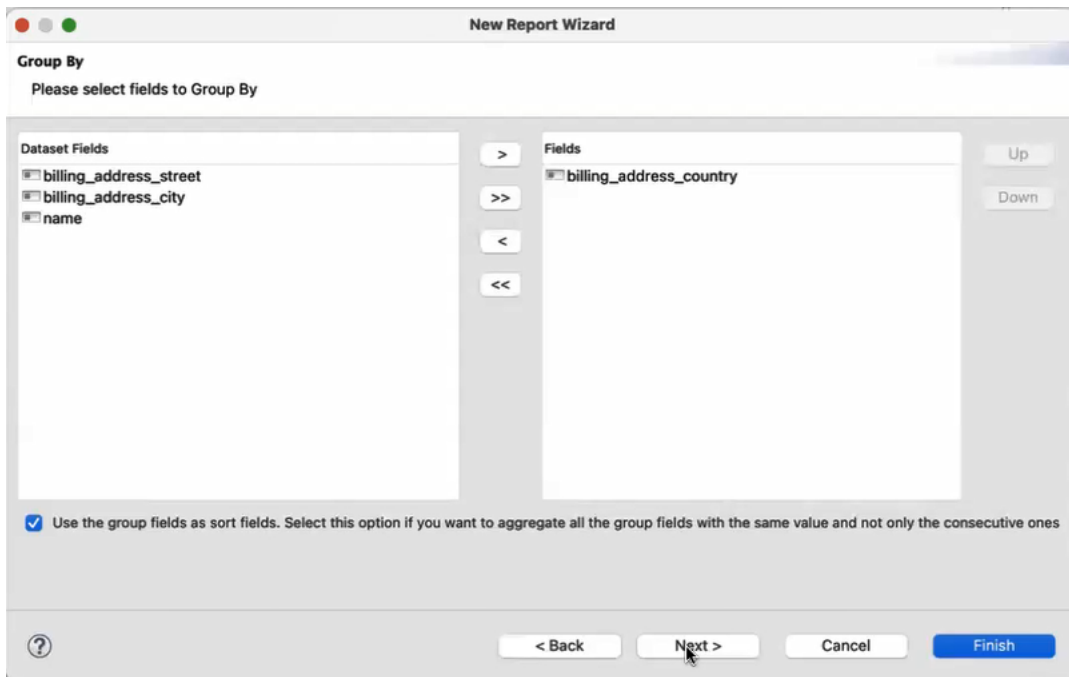 New Report Wizard
Group By
Please select fields to Group By
Dataset Fields
billing_address_street
billing_address_city
name
>
>>
<
<<
Fields
billing_address_country
Up
Down
Use the group fields as sort fields. Select this option if you want to aggregate all the group fields with the same value and not only the consecutive ones
?
< Back
Next >
Cancel
Finish